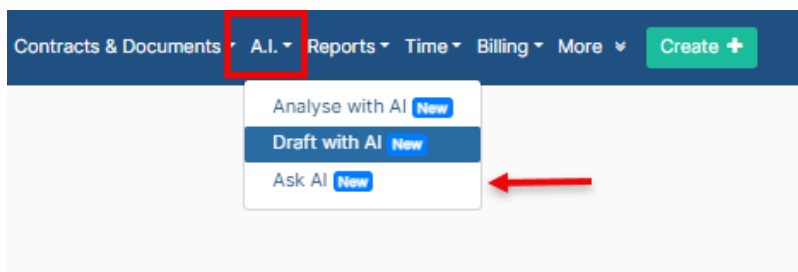 Contracts & Documents A.I. Reports Time Billing More Create +
Analyse with AI New
Draft with AI New
Ask AI New